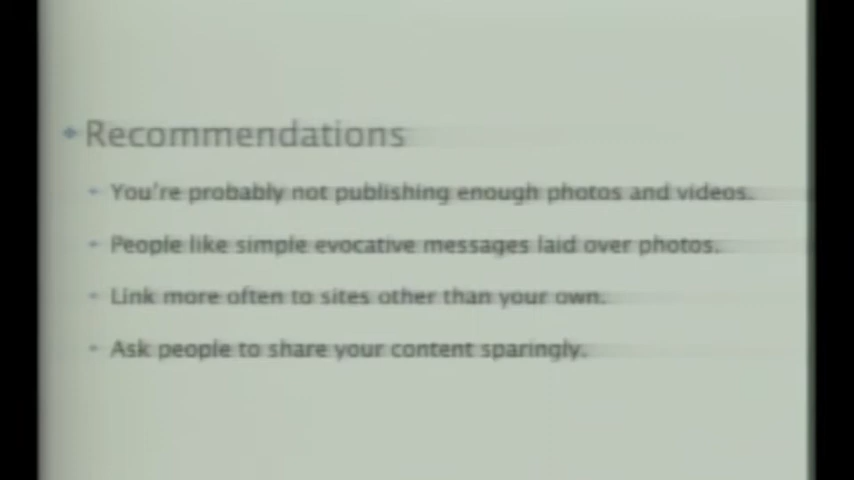 Recommendations
You're probably not publishing enough photos and videos.
People like simple evocative messages laid over photos.
Link more often to sites other than your own.
Ask people to share your content sparingly.